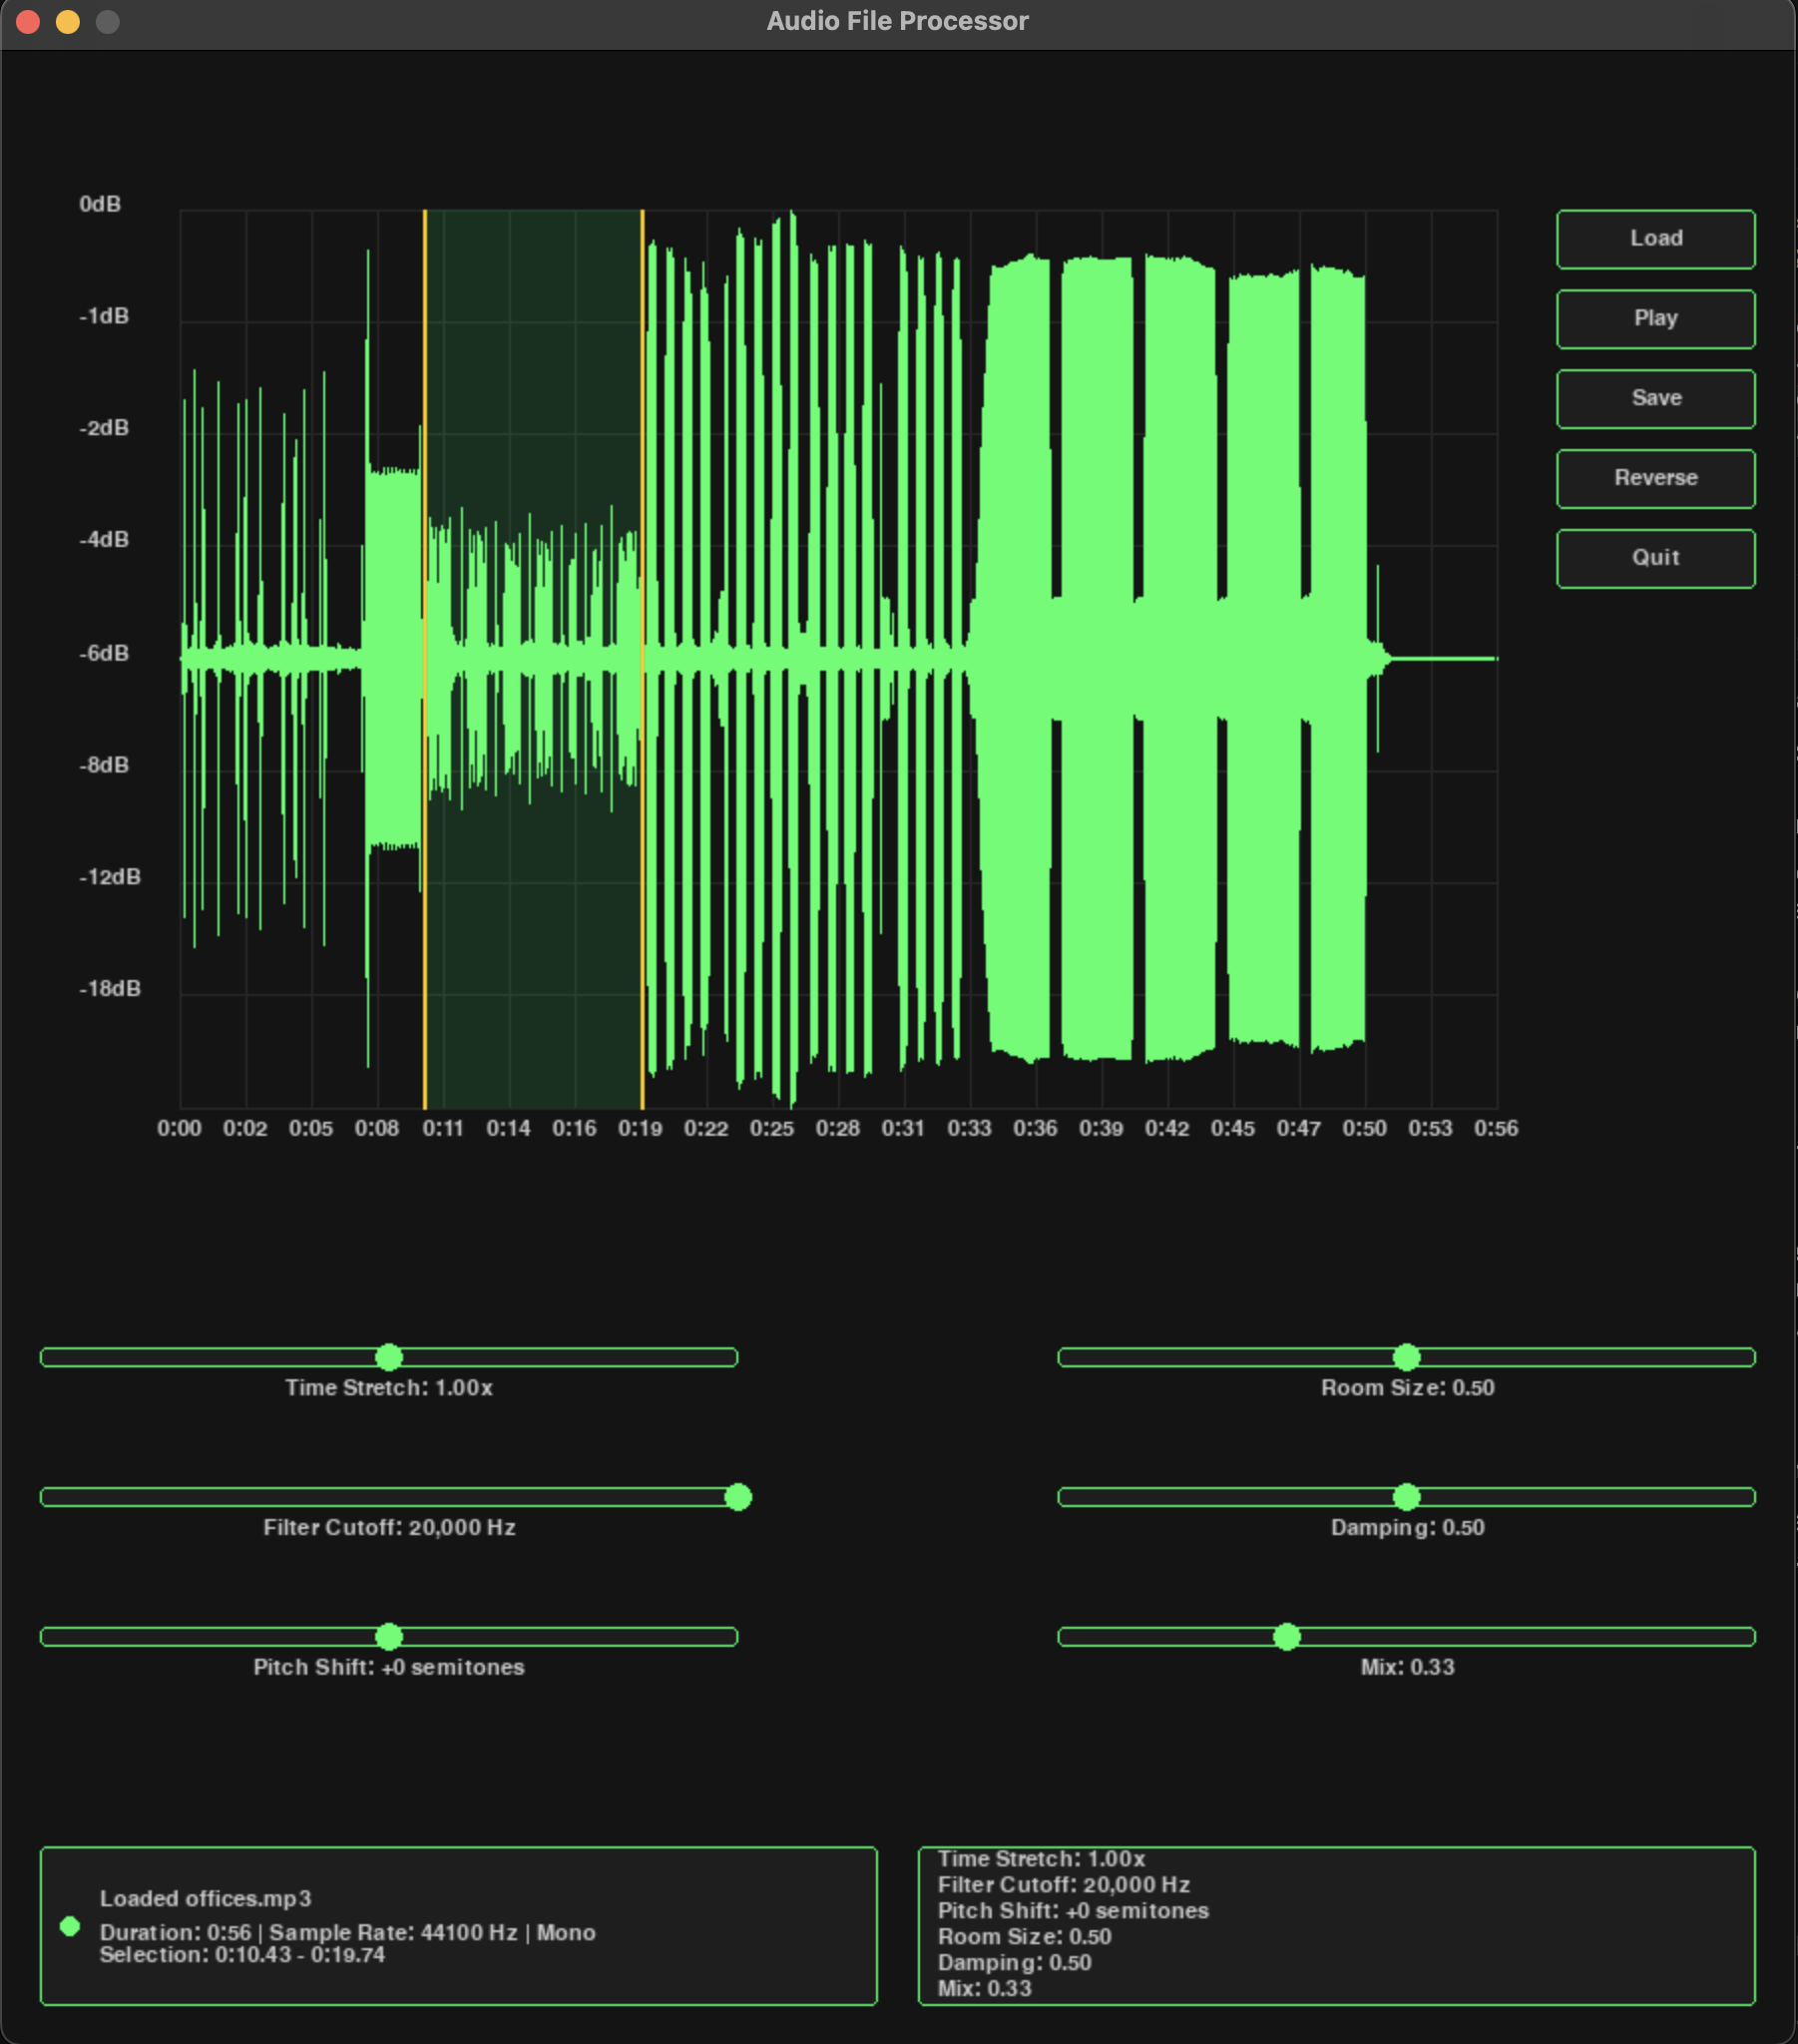 Audio File Processor
0dB
-1dB
-2dB
-4dB
-6dB
-8dB
-12dB
-18dB
0:00 0:02 0:05 0:08 0:11 0:14 0:16 0:19 0:22 0:25 0:28 0:31 0:33 0:36 0:39 0:42 0:45 0:47 0:50 0:53 0:56
Load
Play
Save
Reverse
Quit
Time Stretch: 1.00x
Room Size: 0.50
Filter Cutoff: 20,000 Hz
Damping: 0.50
Pitch Shift: +0 semitones
Mix: 0.33
Loaded offices.mp3
Duration: 0:56 | Sample Rate: 44100 Hz | Mono
Selection: 0:10.43 - 0:19.74
Time Stretch: 1.00x
Filter Cutoff: 20,000 Hz
Pitch Shift: +0 semitones
Room Size: 0.50
Damping: 0.50
Mix: 0.33